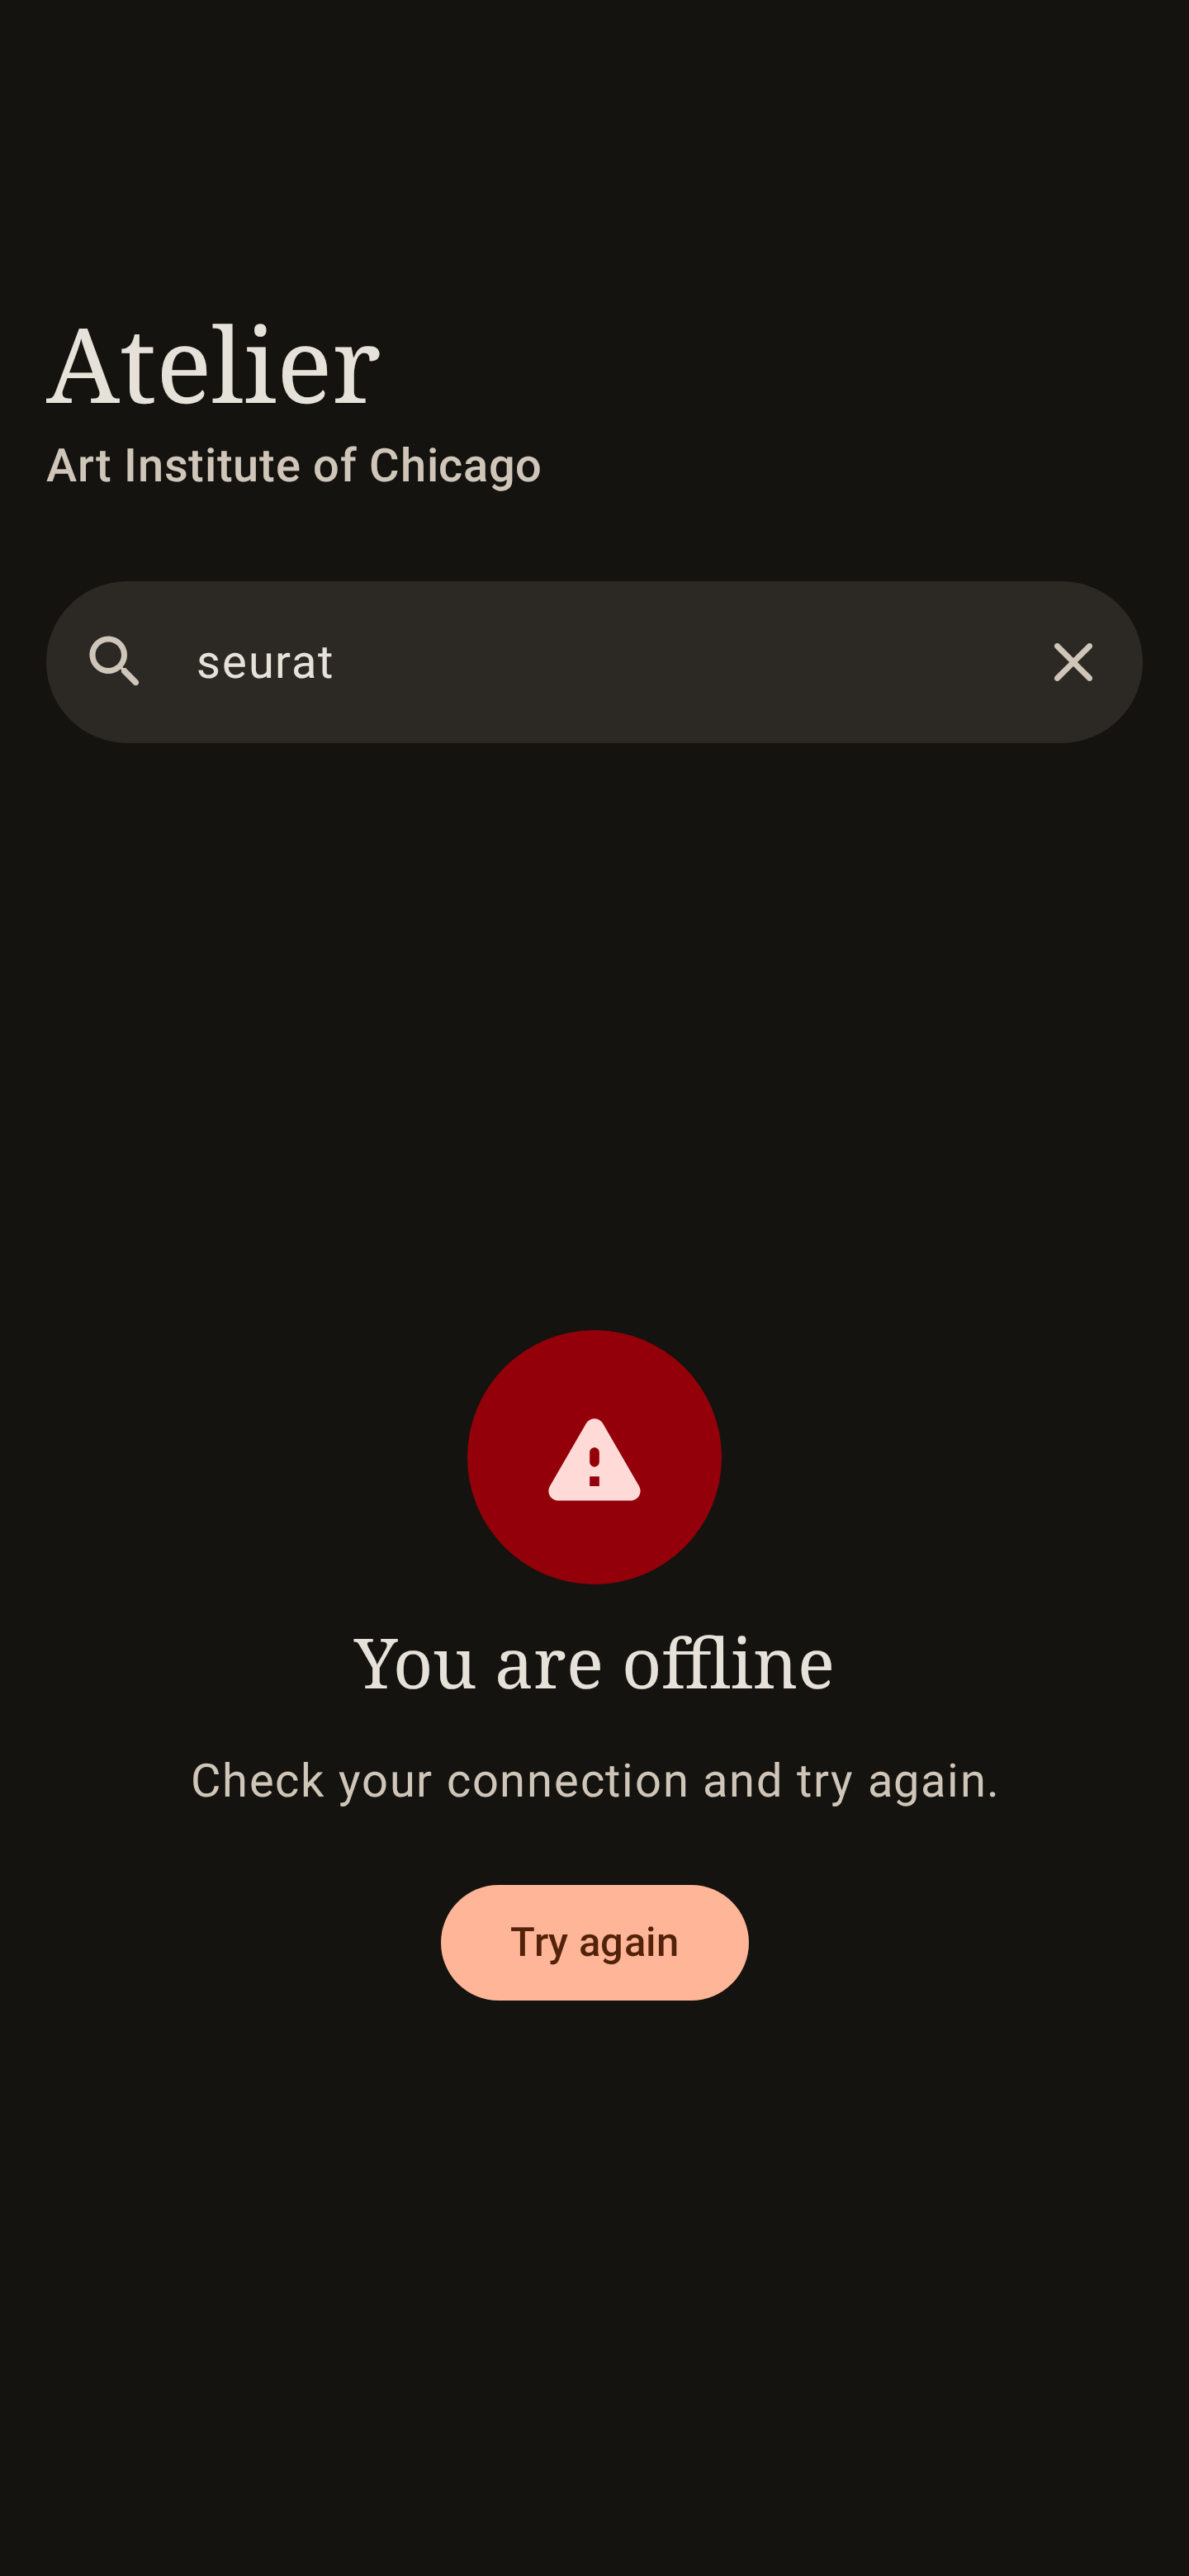 Atelier
Art Institute of Chicago
seurat
You are offline
Check your connection and try again.
Try again